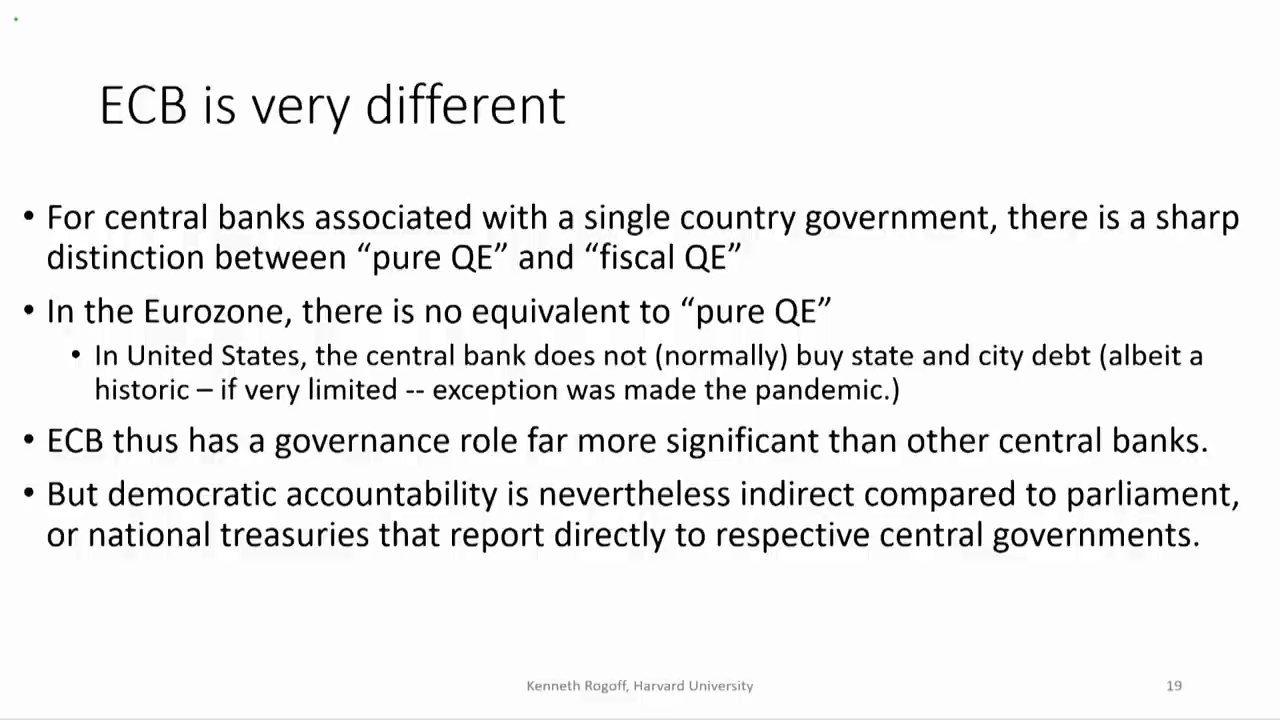 ECB is very different
• For central banks associated with a single country government, there is a sharp
distinction between “pure QE” and “fiscal QE”
• In the Eurozone, there is no equivalent to “pure QE”
• In United States, the central bank does not (normally) buy state and city debt (albeit a
historic – if very limited -- exception was made the pandemic.)
• ECB thus has a governance role far more significant than other central banks.
• But democratic accountability is nevertheless indirect compared to parliament,
or national treasuries that report directly to respective central governments.
Kenneth Rogoff, Harvard University
19